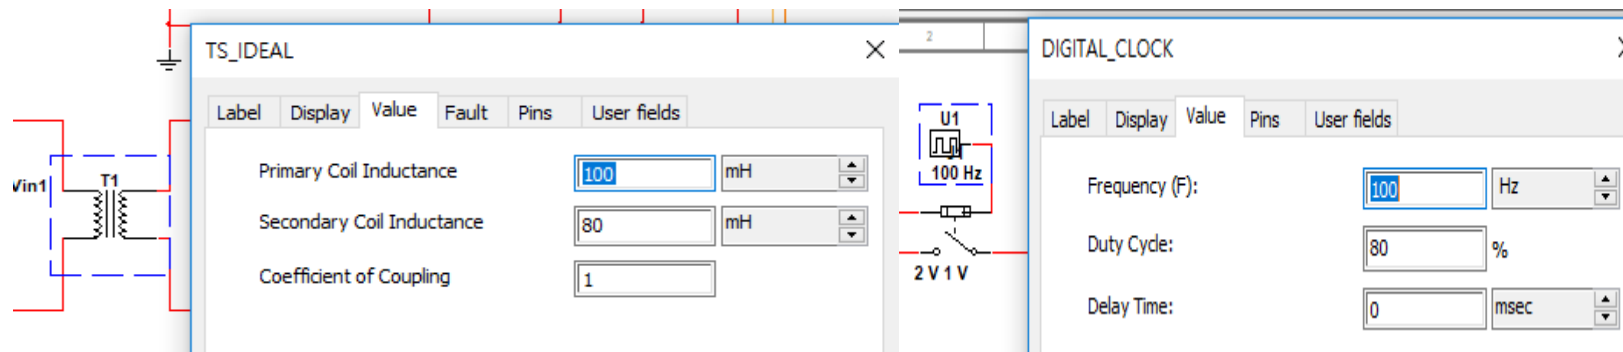 TS_IDEAL
Label Display Value Fault Pins User fields
Primary Coil Inductance 100 mH
Secondary Coil Inductance 80 mH
Coefficient of Coupling 1
Vin1
T1
2
U1
100 Hz
2 V 1 V
DIGITAL_CLOCK
Label Display Value Pins User fields
Frequency (F): 100 Hz
Duty Cycle: 80 %
Delay Time: 0 msec